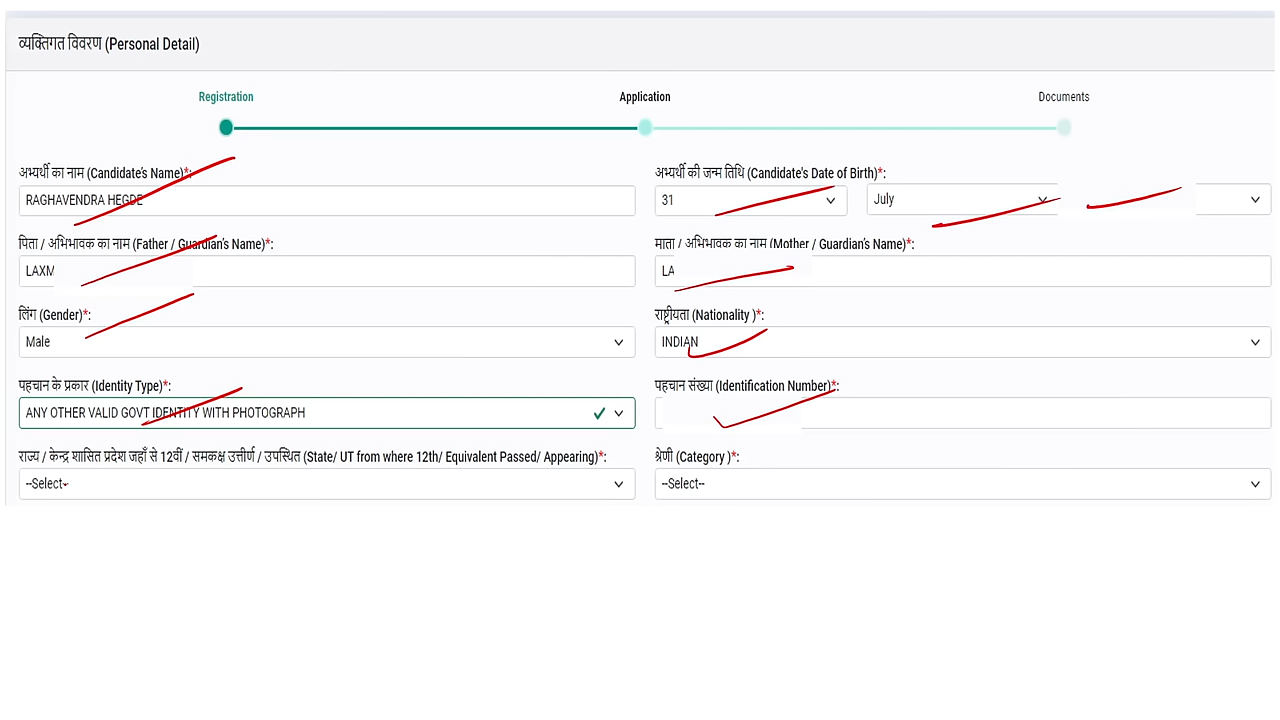 व्यक्तिगत विवरण (Personal Detail)
Registration Application Documents
अभ्यर्थी का नाम (Candidate's Name)*: अभ्यर्थी की जन्म तिथि (Candidate's Date of Birth)*:
RAGHAVENDRA HEGDE 31 July
पिता / अभिभावक का नाम (Father / Guardian's Name)*: माता / अभिभावक का नाम (Mother / Guardian's Name)*:
LAXM LA
लिंग (Gender)*: राष्ट्रीयता (Nationality )*:
Male INDIAN
पहचान के प्रकार (Identity Type)*: पहचान संख्या (Identification Number)*:
ANY OTHER VALID GOVT IDENTITY WITH PHOTOGRAPH
राज्य / केन्द्र शासित प्रदेश जहाँ से 12वीं / समकक्ष उत्तीर्ण / उपस्थित (State/ UT from where 12th/ Equivalent Passed/ Appearing)*: श्रेणी (Category )*:
--Select-- --Select--